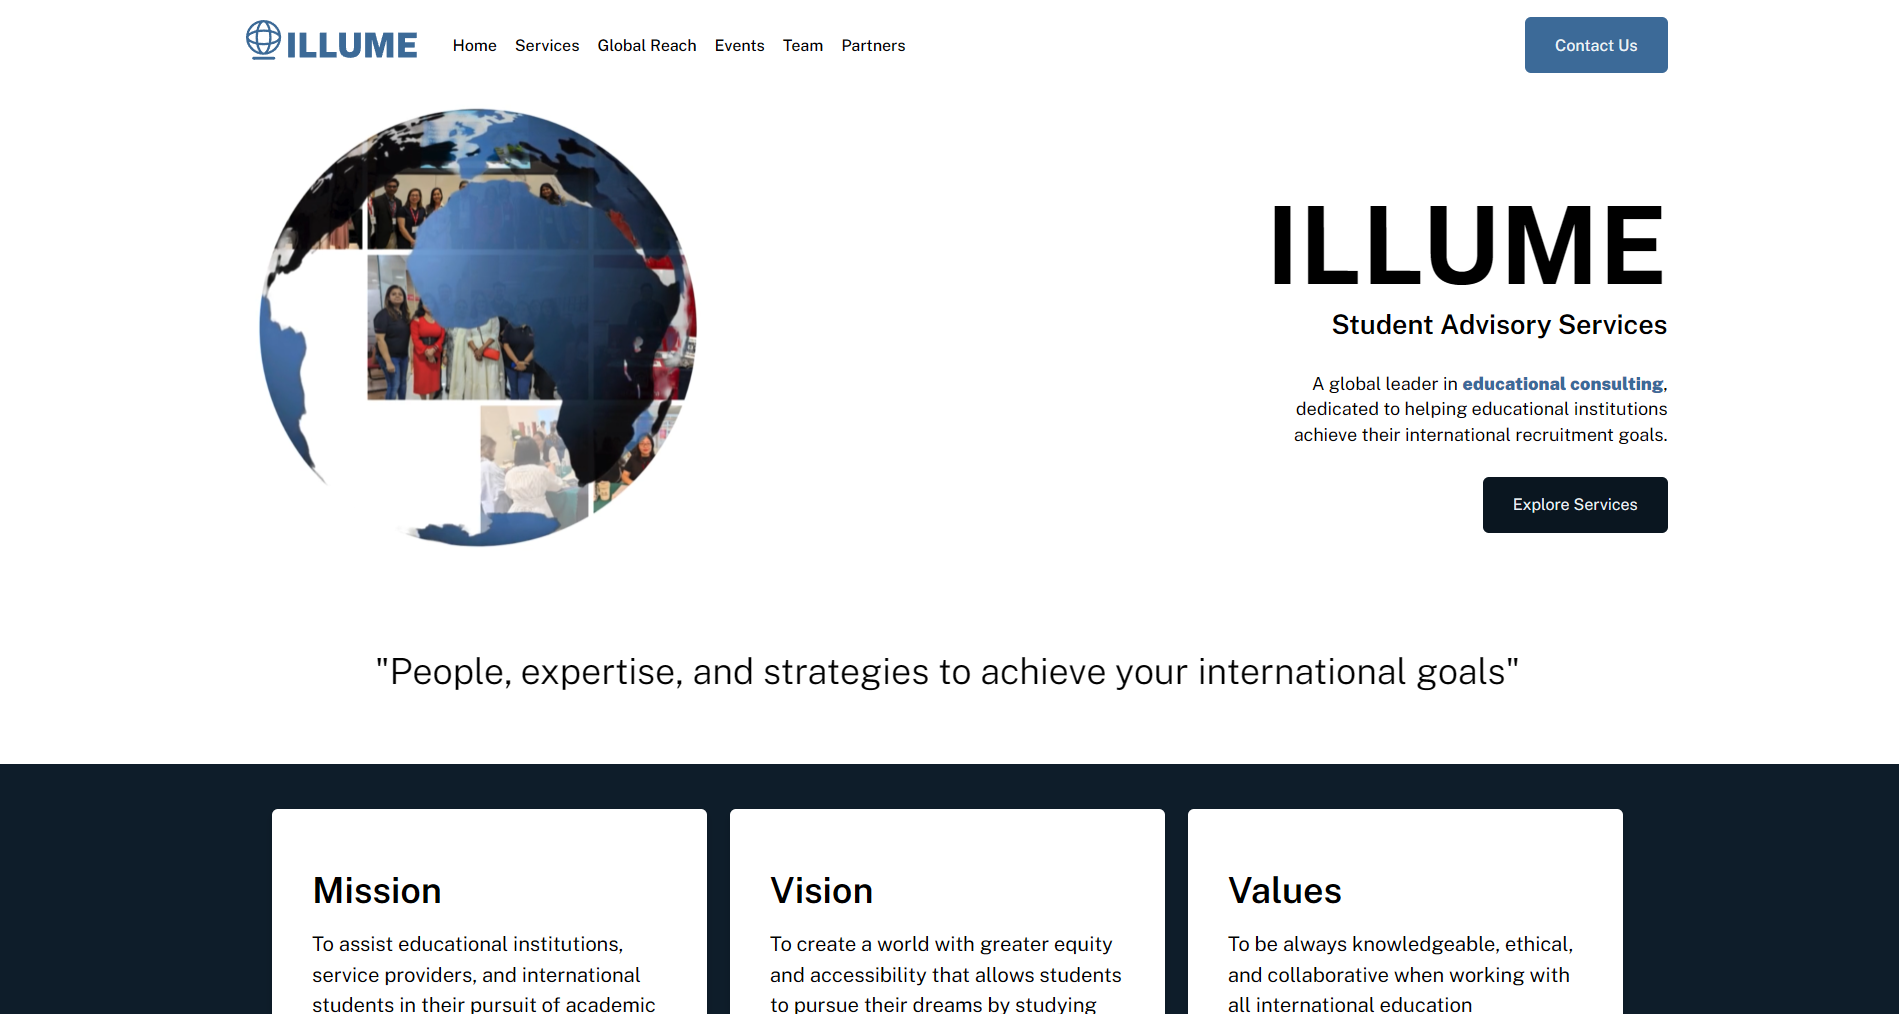 ILLUME
Home Services Global Reach Events Team Partners
Contact Us
ILLUME
Student Advisory Services
A global leader in educational consulting,
dedicated to helping educational institutions
achieve their international recruitment goals.
Explore Services
"People, expertise, and strategies to achieve your international goals"
Mission
To assist educational institutions,
service providers, and international
students in their pursuit of academic
Vision
To create a world with greater equity
and accessibility that allows students
to pursue their dreams by studying
Values
To be always knowledgeable, ethical,
and collaborative when working with
all international education